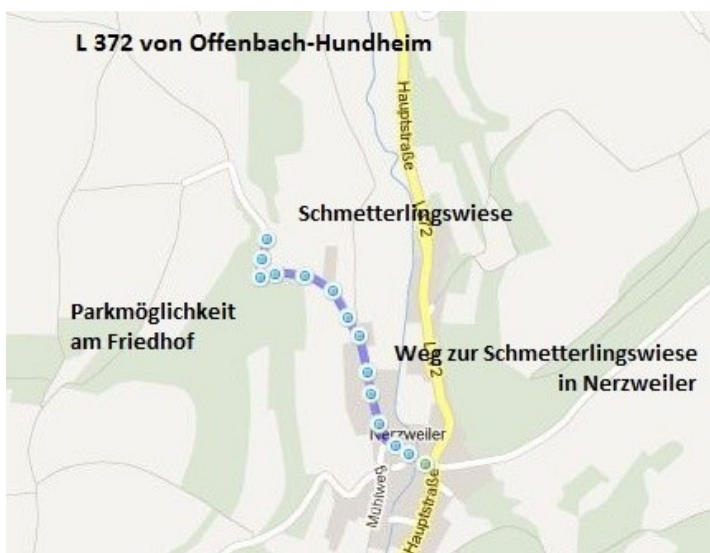 L 372 von Offenbach-Hundheim
Hauptstraße
Schmetterlingswiese
L 372
Parkmöglichkeit
am Friedhof
Weg zur Schmetterlingswiese
in Nerzweiler
L 372
Nerzweiler
Mühlweg
Hauptstraße